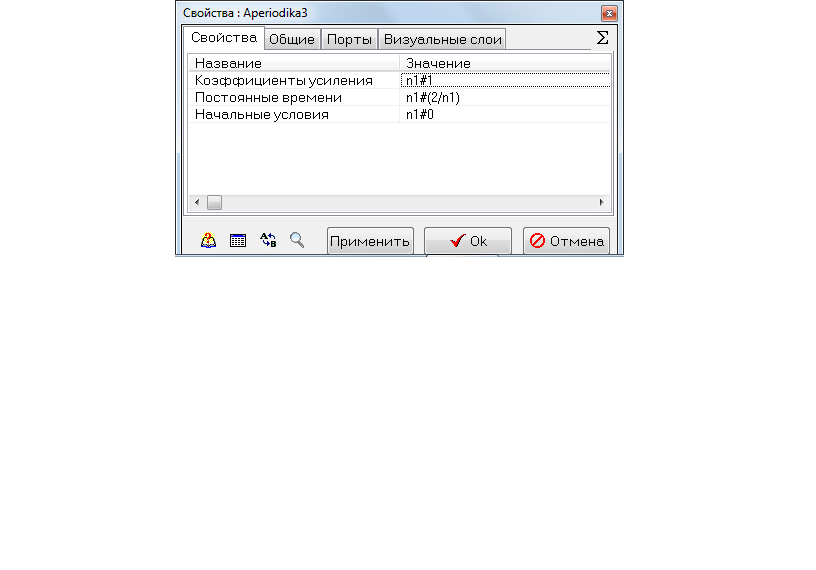 Свойства : Aperiodika3
Свойства Общие Порты Визуальные слои Σ
Название Значение
Коэффициенты усиления n1#1
Постоянные времени n1#(2/n1)
Начальные условия n1#0
Применить Ok Отмена